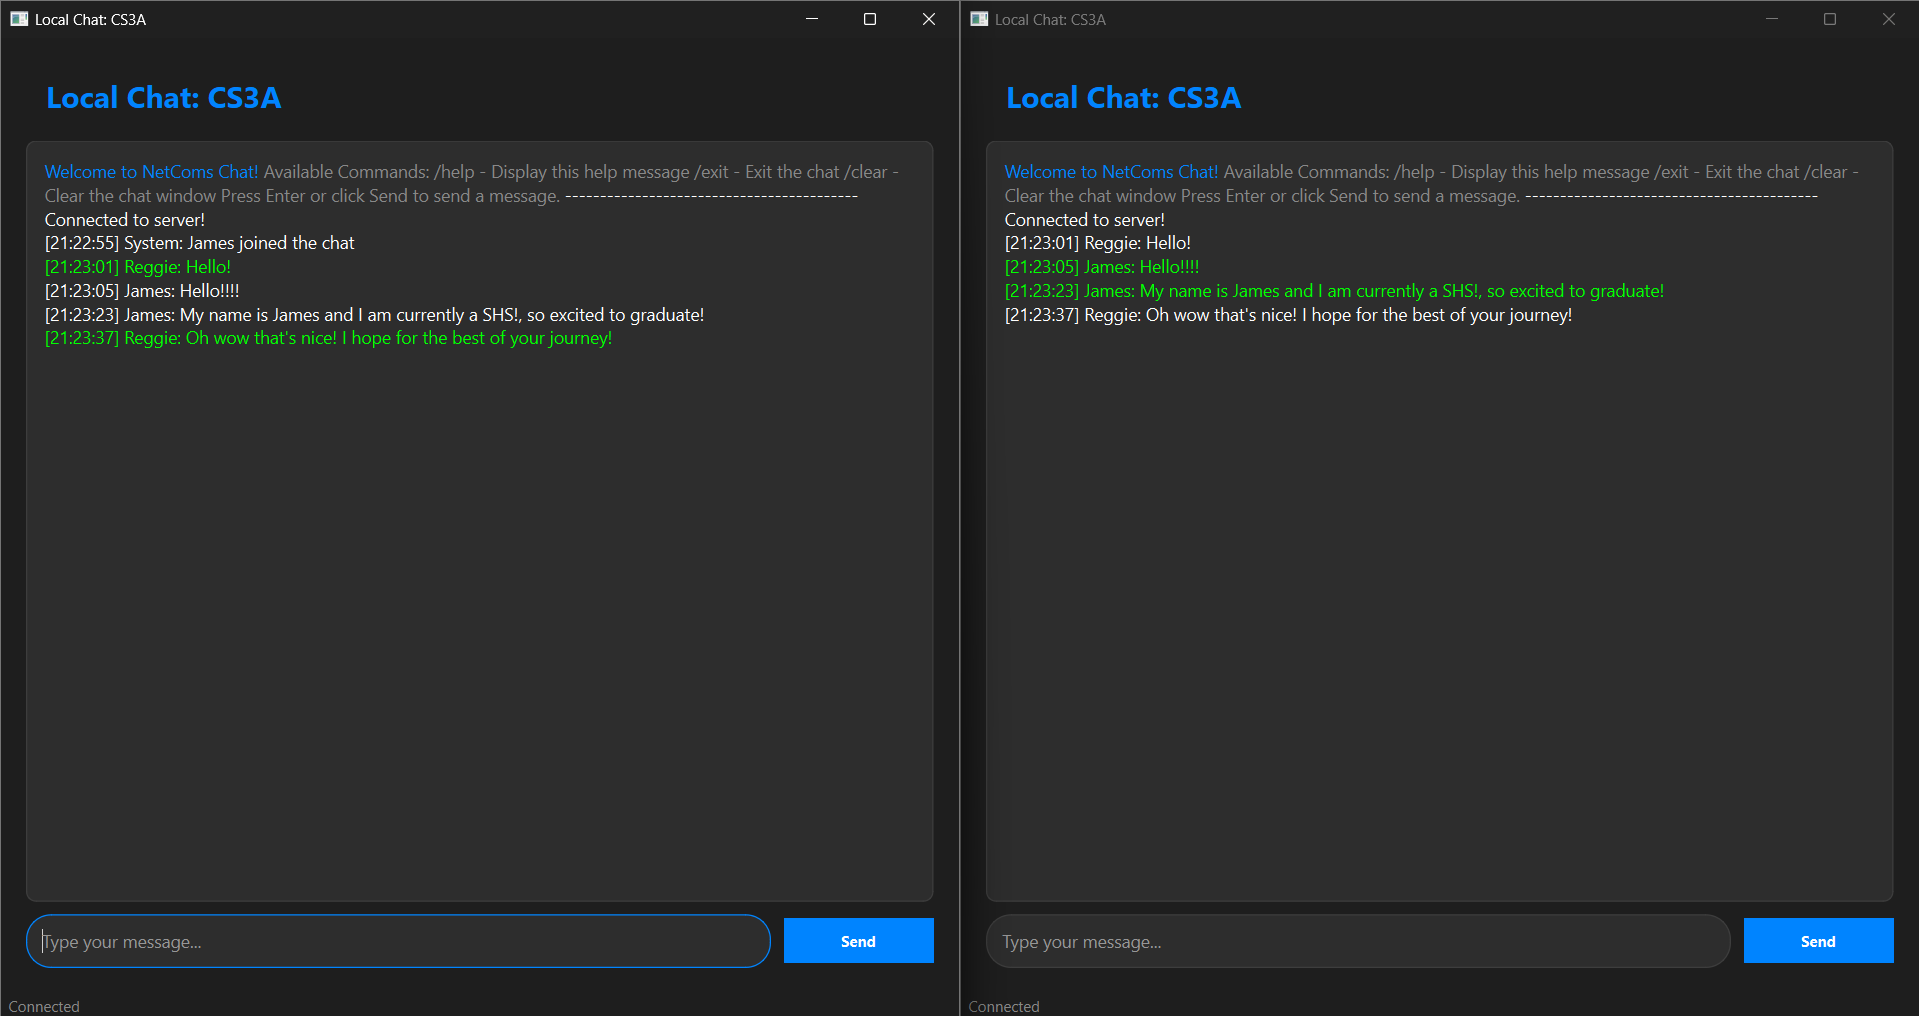 Local Chat: CS3A
Local Chat: CS3A
Welcome to NetComs Chat! Available Commands: /help - Display this help message /exit - Exit the chat /clear -
Clear the chat window Press Enter or click Send to send a message. ------------------------------------------
Connected to server!
[21:22:55] System: James joined the chat
[21:23:01] Reggie: Hello!
[21:23:05] James: Hello!!!!
[21:23:23] James: My name is James and I am currently a SHS!, so excited to graduate!
[21:23:37] Reggie: Oh wow that's nice! I hope for the best of your journey!
Type your message...
Send
Connected
Local Chat: CS3A
Local Chat: CS3A
Welcome to NetComs Chat! Available Commands: /help - Display this help message /exit - Exit the chat /clear -
Clear the chat window Press Enter or click Send to send a message. ------------------------------------------
Connected to server!
[21:23:01] Reggie: Hello!
[21:23:05] James: Hello!!!!
[21:23:23] James: My name is James and I am currently a SHS!, so excited to graduate!
[21:23:37] Reggie: Oh wow that's nice! I hope for the best of your journey!
Type your message...
Send
Connected